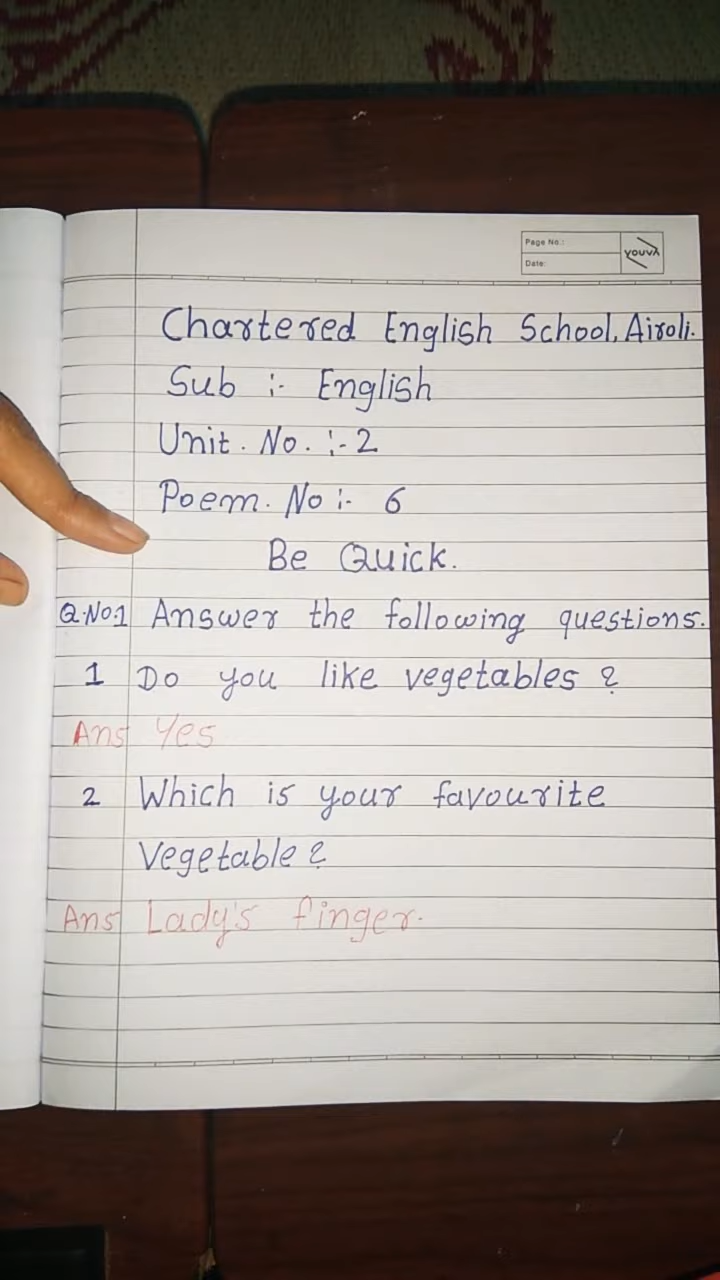 Page No.:
Date:
YOUVA
Chartered English School, Airoli.
Sub :- English
Unit. No. :- 2
Poem. No :- 6
Be Quick.
Q.No.1 Answer the following questions.
1 Do you like vegetables ?
Ans Yes
2 Which is your favourite
Vegetable ?
Ans Lady's finger.